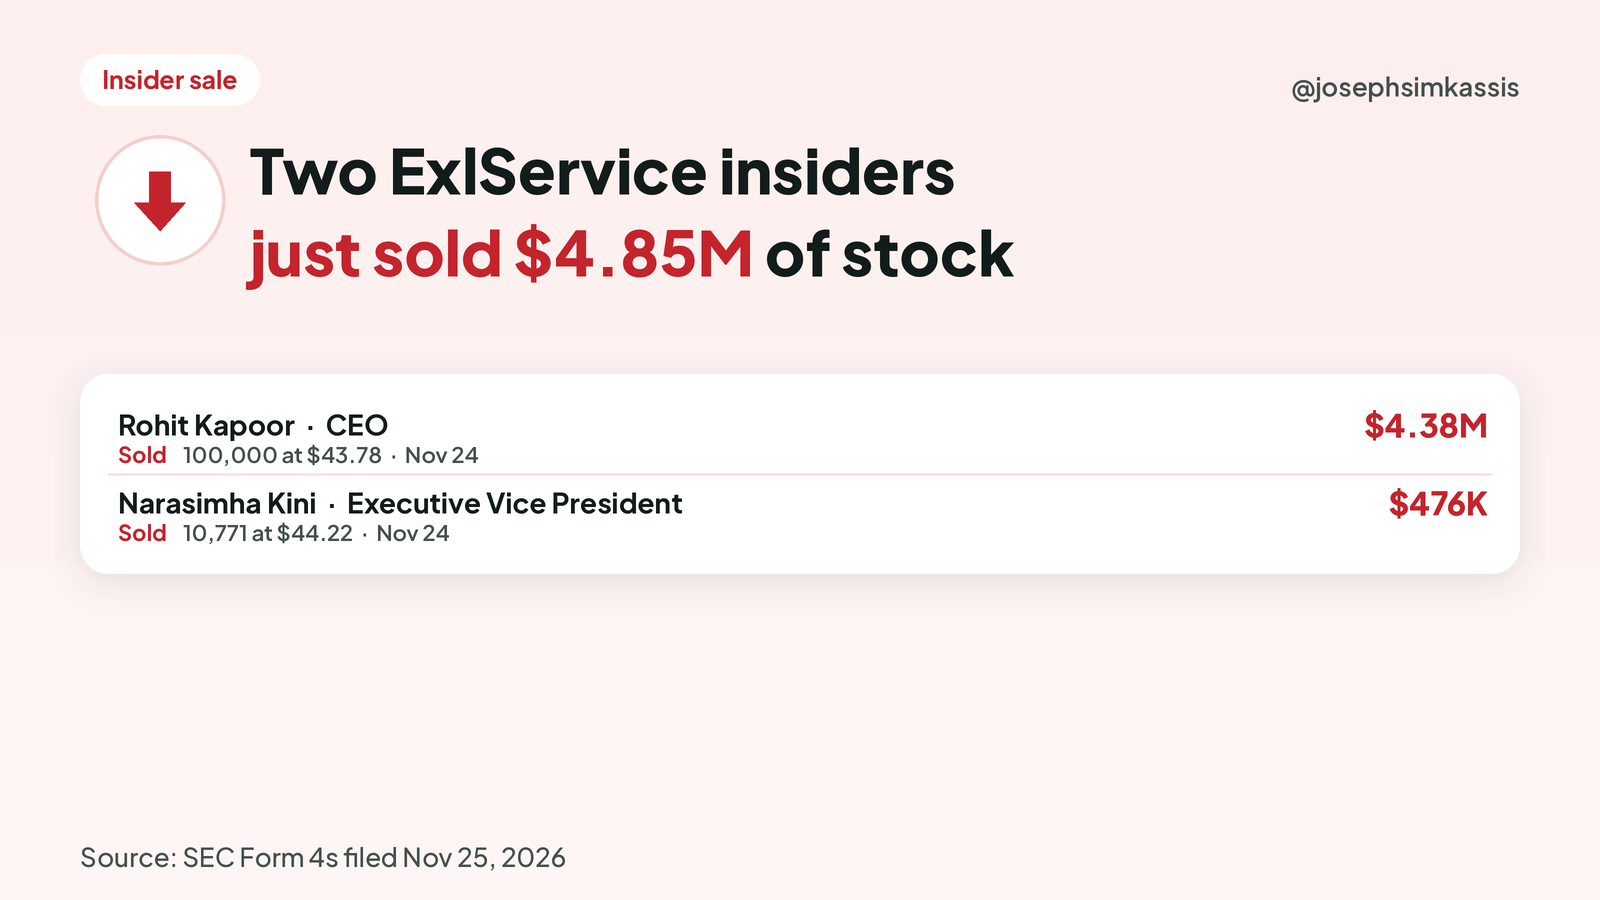 Insider sale
@josephsimkassis
Two ExlService insiders
just sold $4.85M of stock
Rohit Kapoor · CEO
$4.38M
Sold 100,000 at $43.78 · Nov 24
Narasimha Kini · Executive Vice President
$476K
Sold 10,771 at $44.22 · Nov 24
Source: SEC Form 4s filed Nov 25, 2026